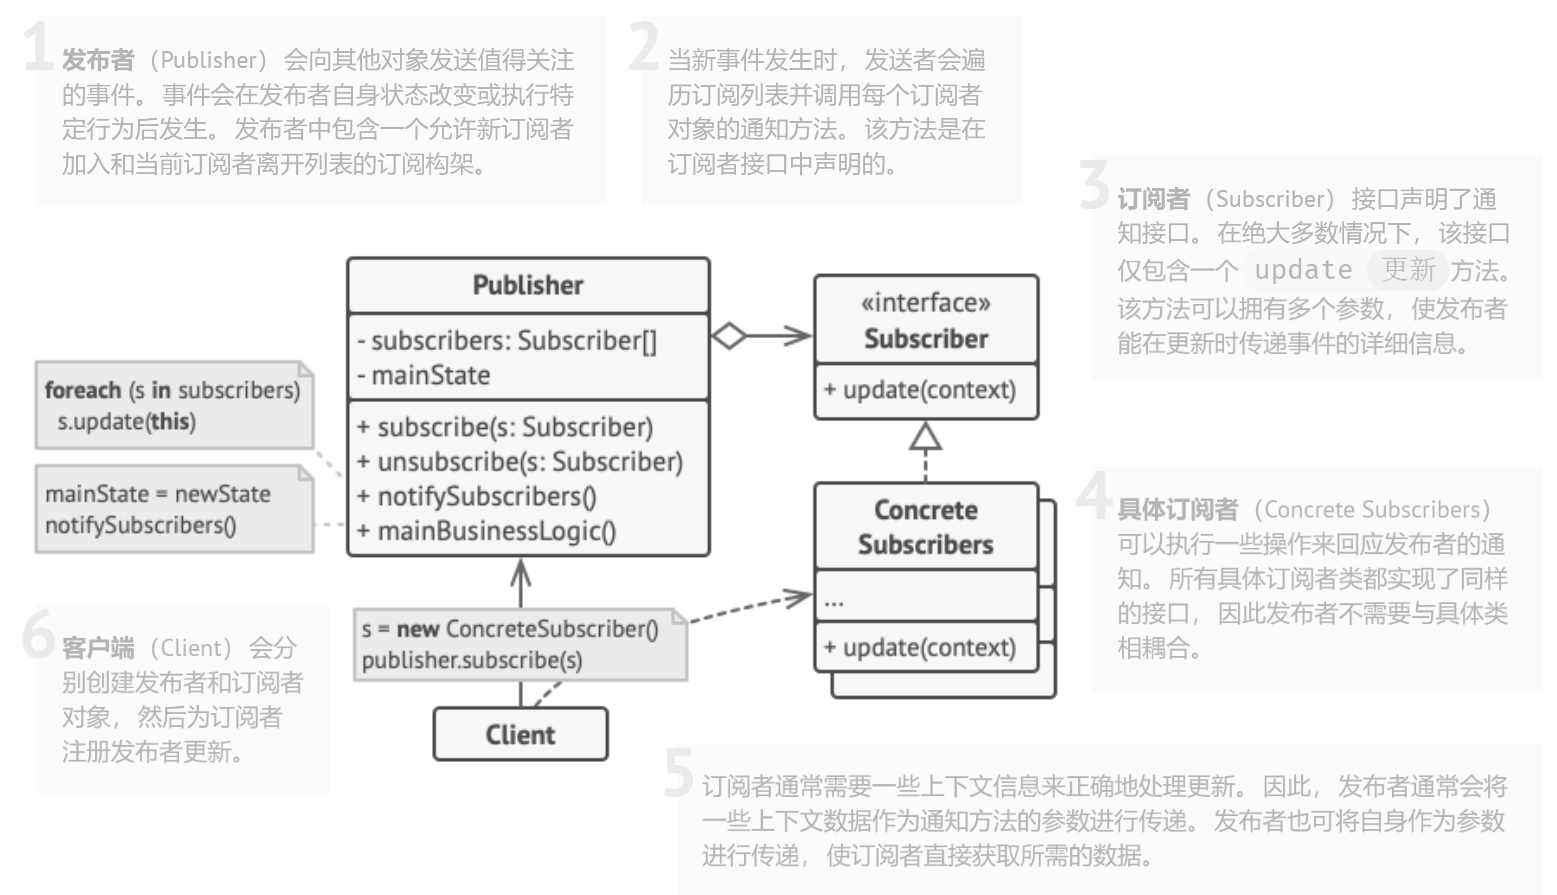 1
发布者（Publisher） 会向其他对象发送值得关注
的事件。 事件会在发布者自身状态改变或执行特
定行为后发生。 发布者中包含一个允许新订阅者
加入和当前订阅者离开列表的订阅构架。
2
当新事件发生时， 发送者会遍
历订阅列表并调用每个订阅者
对象的通知方法。 该方法是在
订阅者接口中声明的。
3
订阅者（Subscriber） 接口声明了通
知接口。 在绝大多数情况下， 该接口
仅包含一个 update 更新 方法。
该方法可以拥有多个参数， 使发布者
能在更新时传递事件的详细信息。
Publisher
- subscribers: Subscriber[]
- mainState
+ subscribe(s: Subscriber)
+ unsubscribe(s: Subscriber)
+ notifySubscribers()
+ mainBusinessLogic()
«interface»
Subscriber
+ update(context)
foreach (s in subscribers)
s.update(this)
mainState = newState
notifySubscribers()
Concrete
Subscribers
...
+ update(context)
4
具体订阅者（Concrete Subscribers）
可以执行一些操作来回应发布者的通
知。 所有具体订阅者类都实现了同样
的接口， 因此发布者不需要与具体类
相耦合。
s = new ConcreteSubscriber()
publisher.subscribe(s)
Client
6
客户端（Client） 会分
别创建发布者和订阅者
对象， 然后为订阅者
注册发布者更新。
5
订阅者通常需要一些上下文信息来正确地处理更新。 因此， 发布者通常会将
一些上下文数据作为通知方法的参数进行传递。 发布者也可将自身作为参数
进行传递， 使订阅者直接获取所需的数据。